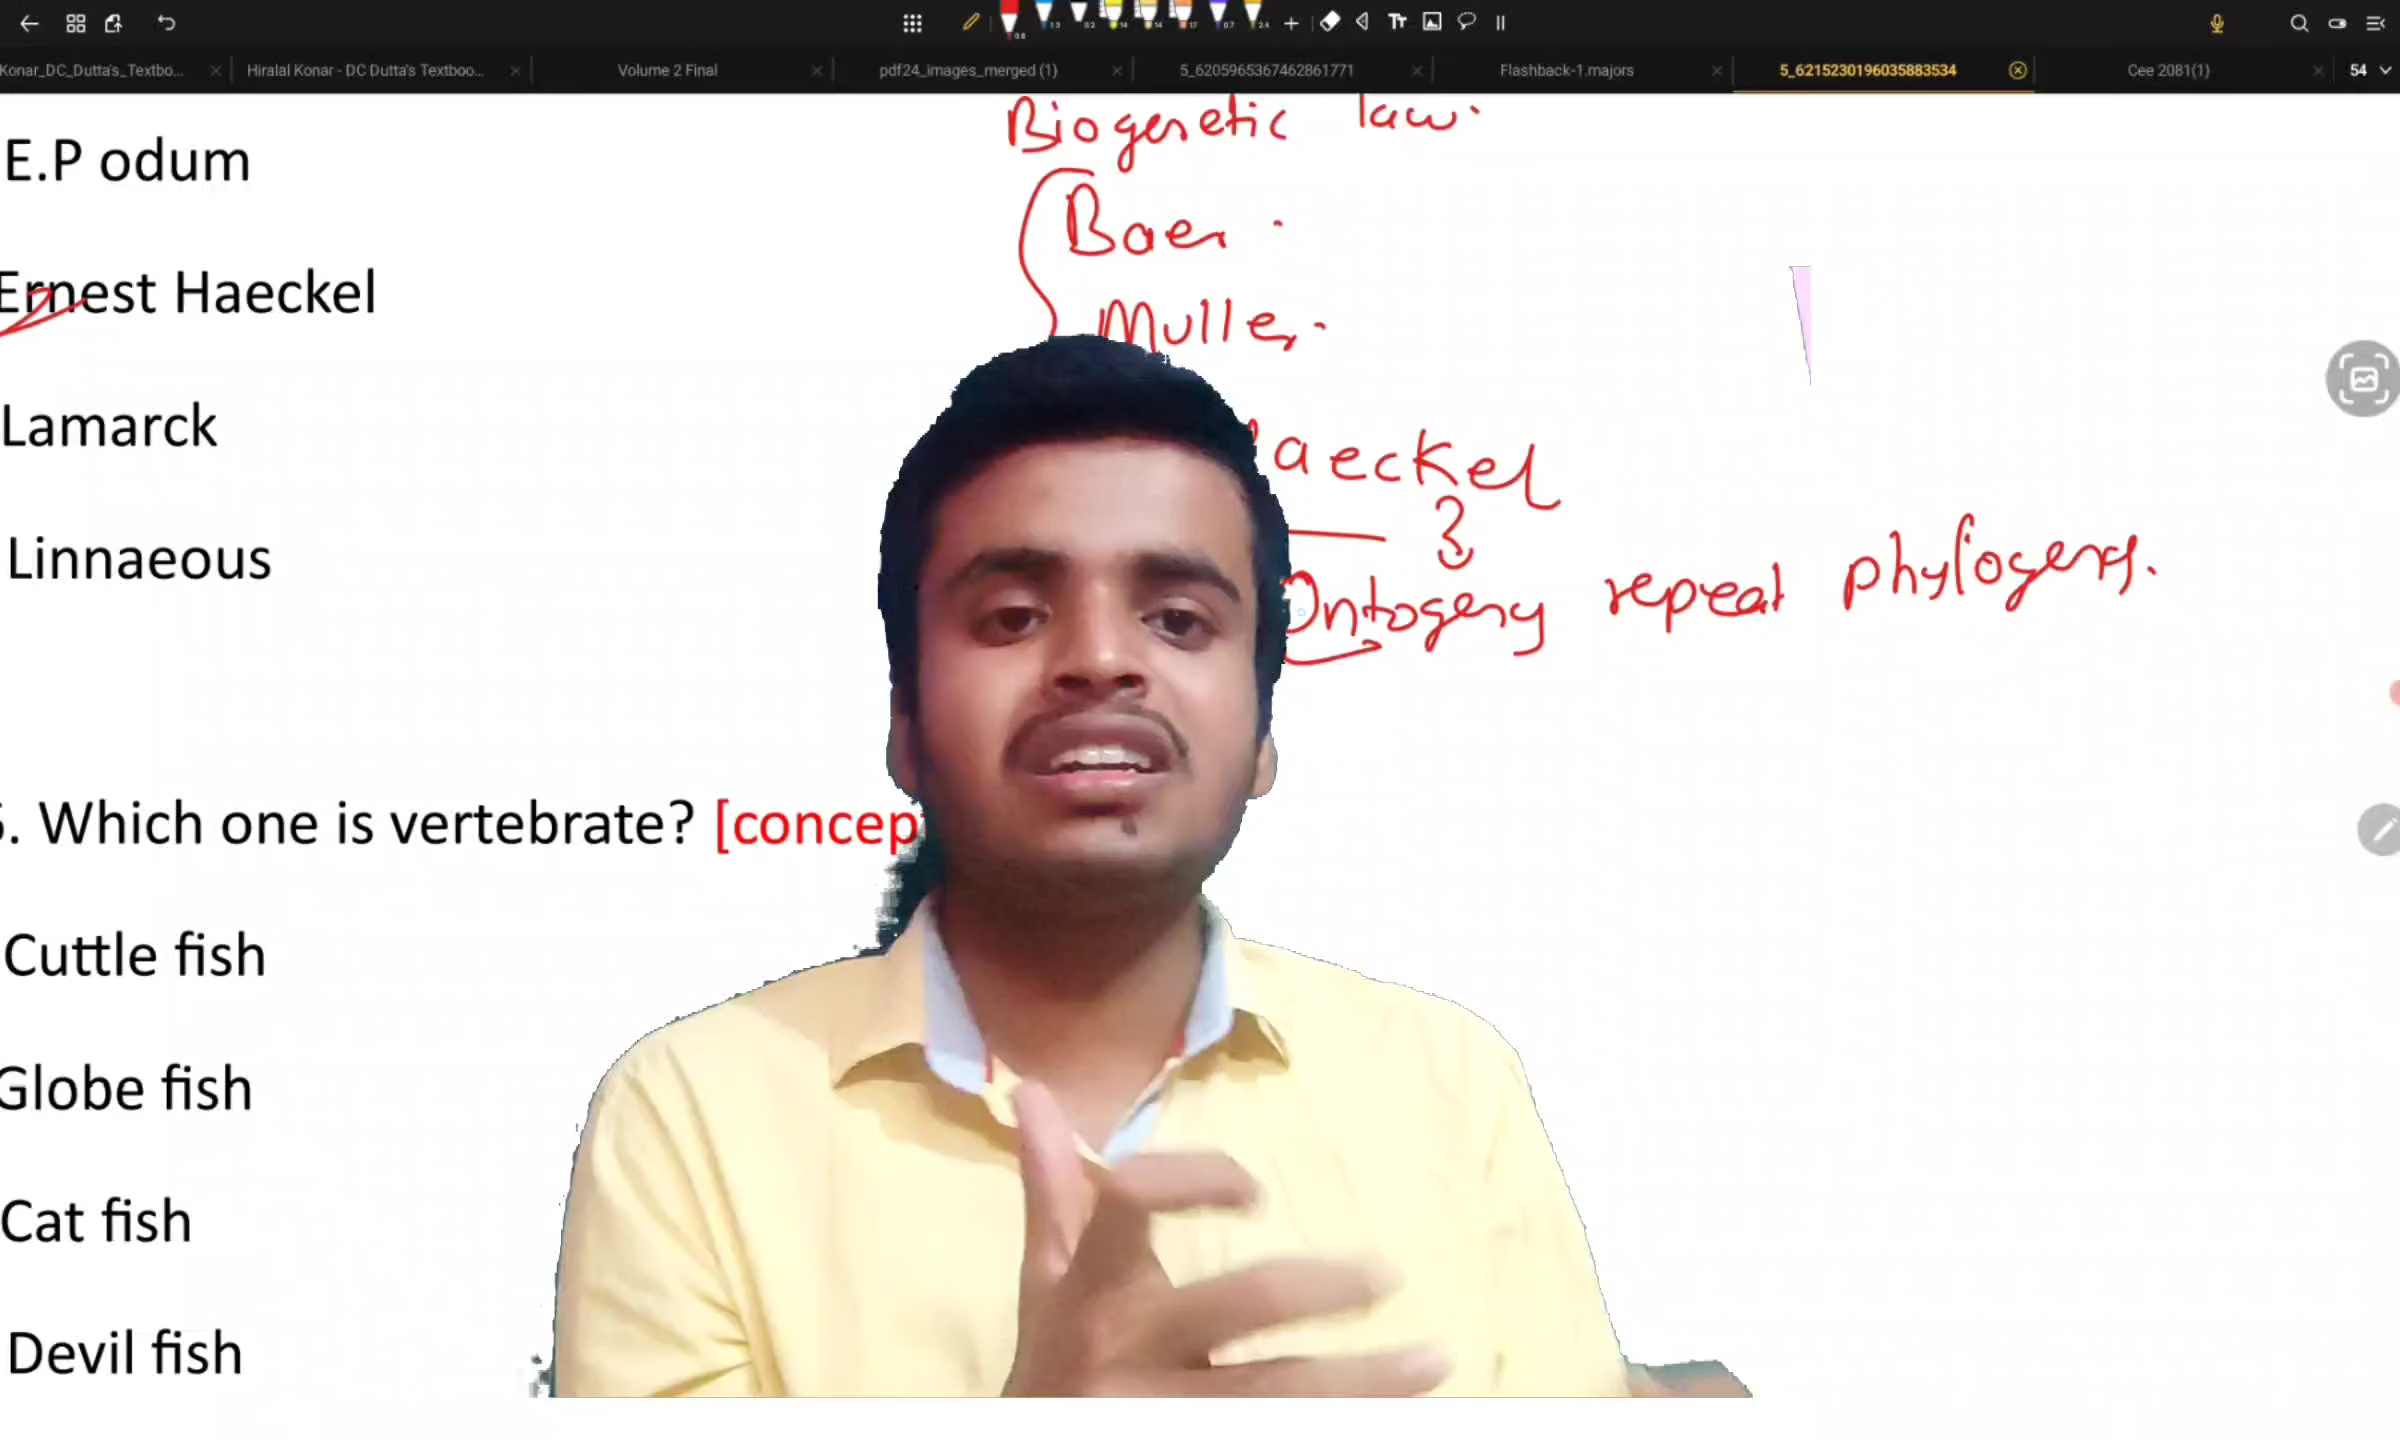 Konar_DC_Dutta's_Textbo...
Hiralal Konar - DC Dutta's Textboo...
Volume 2 Final
pdf24_images_merged (1)
5_6205965367462861771
Flashback-1.majors
5_6215230196035883534
Cee 2081(1)
54
E.P odum
Ernest Haeckel
Lamarck
Linnaeous
Biogenetic law.
Baer.
Muller.
aeckel
Ontogeny repeat phylogeny.
. Which one is vertebrate? [concep
Cuttle fish
Globe fish
Cat fish
Devil fish